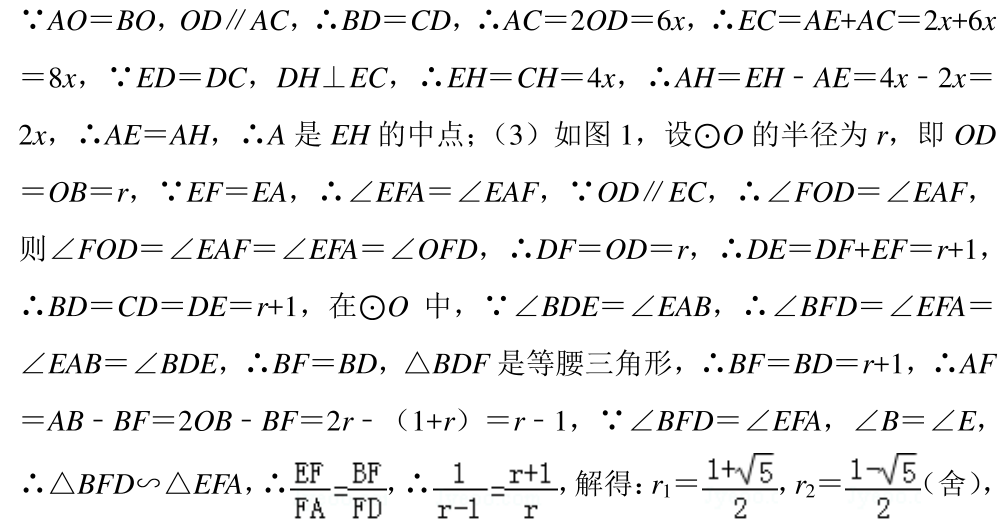 ∵AO＝BO，OD∥AC，∴BD＝CD，∴AC＝2OD＝6x，∴EC＝AE+AC＝2x+6x
＝8x，∵ED＝DC，DH⊥EC，∴EH＝CH＝4x，∴AH＝EH﹣AE＝4x﹣2x＝
2x，∴AE＝AH，∴A 是 EH 的中点；（3）如图 1，设⊙O 的半径为 r，即 OD
＝OB＝r，∵EF＝EA，∴∠EFA＝∠EAF，∵OD∥EC，∴∠FOD＝∠EAF，
则∠FOD＝∠EAF＝∠EFA＝∠OFD，∴DF＝OD＝r，∴DE＝DF+EF＝r+1，
∴BD＝CD＝DE＝r+1，在⊙O 中，∵∠BDE＝∠EAB，∴∠BFD＝∠EFA＝
∠EAB＝∠BDE，∴BF＝BD，△BDF 是等腰三角形，∴BF＝BD＝r+1，∴AF
＝AB﹣BF＝2OB﹣BF＝2r﹣（1+r）＝r﹣1，∵∠BFD＝∠EFA，∠B＝∠E，
∴△BFD∽△EFA，∴EF/FA=BF/FD，∴1/(r-1)=(r+1)/r，解得：r₁＝(1+√5)/2，r₂＝(1-√5)/2（舍），